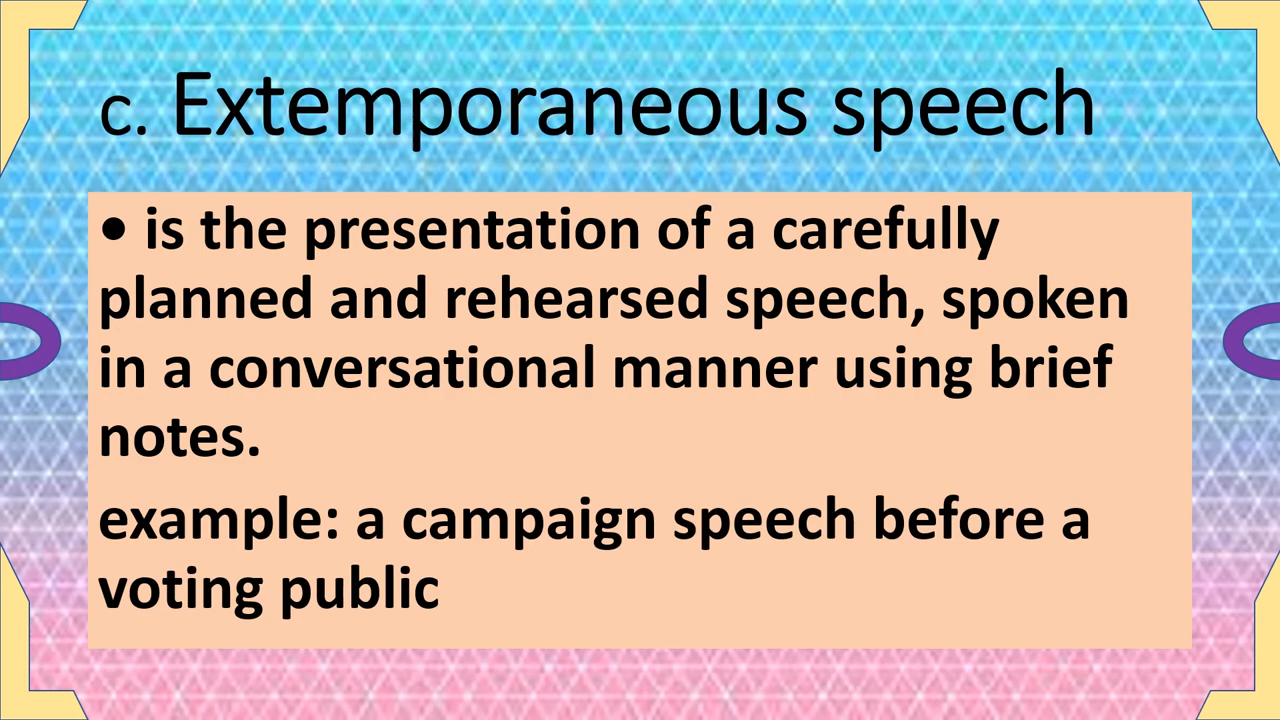 c. Extemporaneous speech
• is the presentation of a carefully
planned and rehearsed speech, spoken
in a conversational manner using brief
notes.
example: a campaign speech before a
voting public